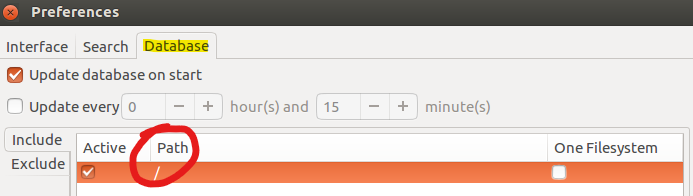 Preferences
Interface Search Database
Update database on start
Update every 0 hour(s) and 15 minute(s)
Include Active Path One Filesystem
Exclude /